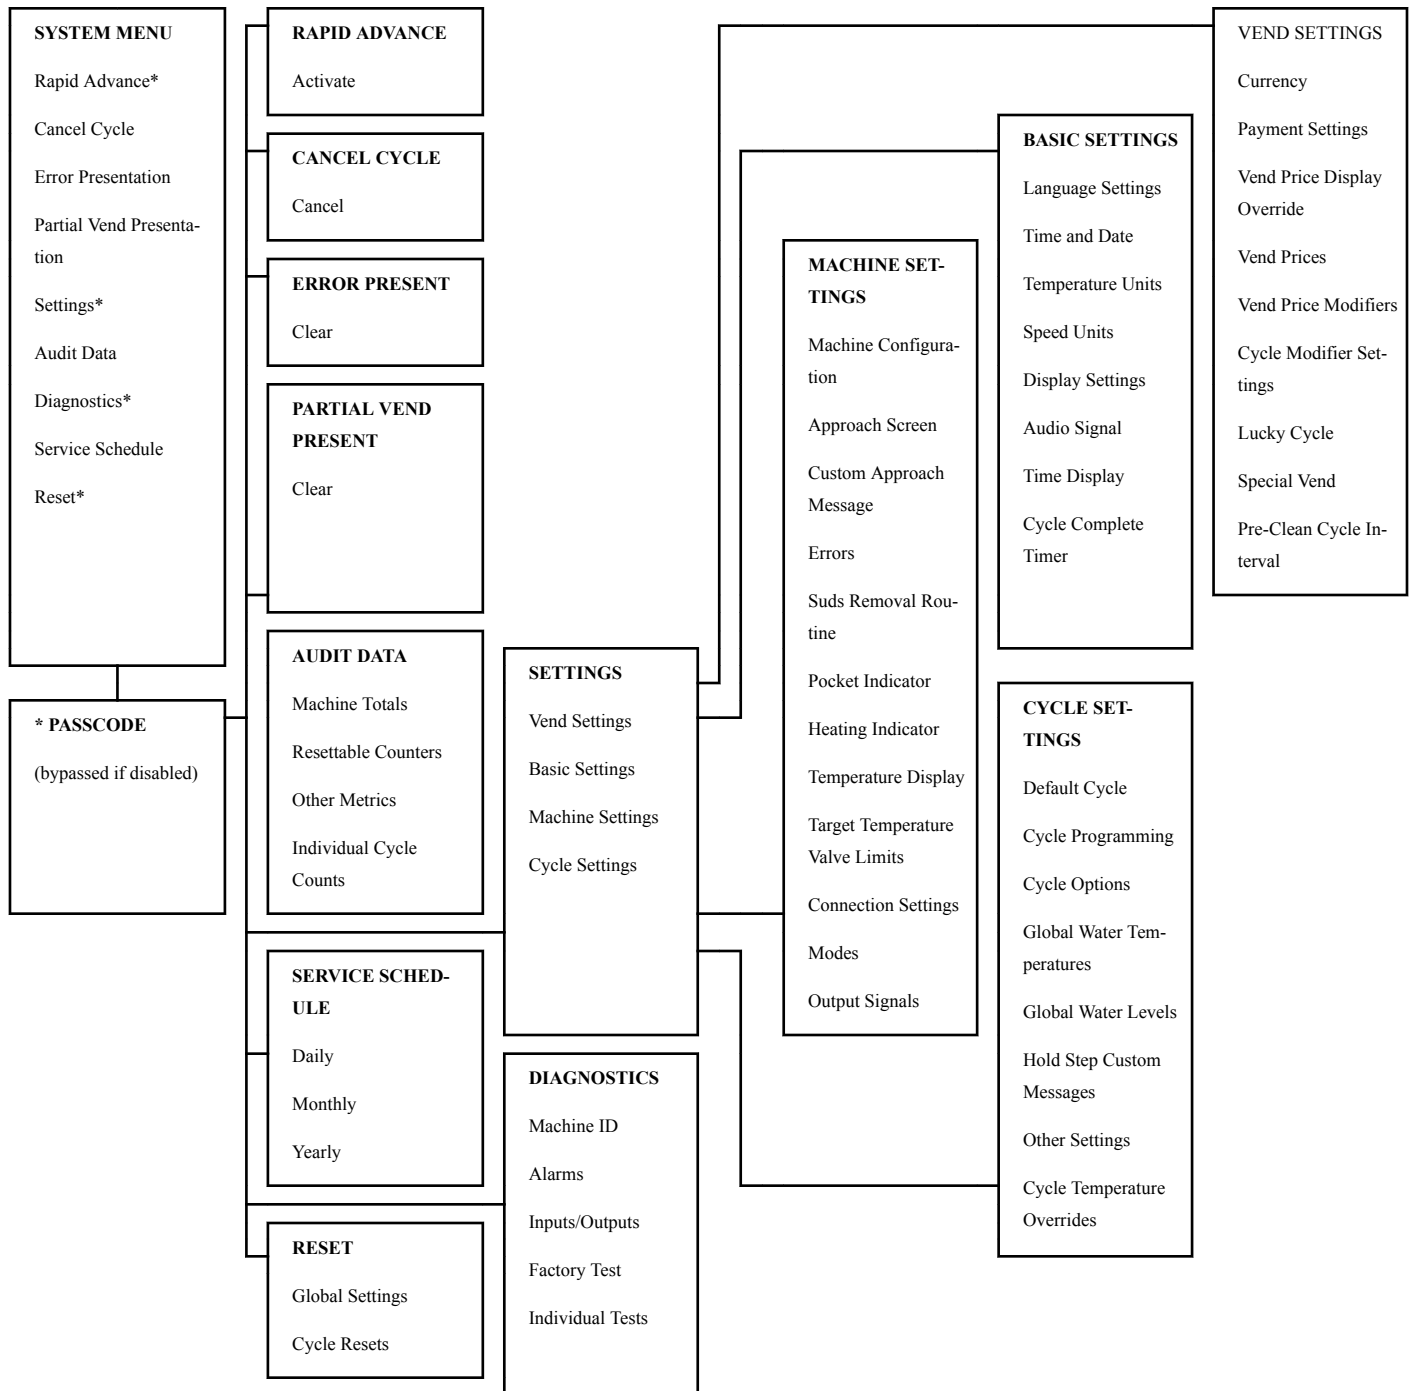 SYSTEM MENU
Rapid Advance*
Cancel Cycle
Error Presentation
Partial Vend Presenta-
tion
Settings*
Audit Data
Diagnostics*
Service Schedule
Reset*
* PASSCODE
(bypassed if disabled)
RAPID ADVANCE
Activate
CANCEL CYCLE
Cancel
ERROR PRESENT
Clear
PARTIAL VEND
PRESENT
Clear
AUDIT DATA
Machine Totals
Resettable Counters
Other Metrics
Individual Cycle
Counts
SERVICE SCHED-
ULE
Daily
Monthly
Yearly
RESET
Global Settings
Cycle Resets
SETTINGS
Vend Settings
Basic Settings
Machine Settings
Cycle Settings
DIAGNOSTICS
Machine ID
Alarms
Inputs/Outputs
Factory Test
Individual Tests
MACHINE SET-
TINGS
Machine Configura-
tion
Approach Screen
Custom Approach
Message
Errors
Suds Removal Rou-
tine
Pocket Indicator
Heating Indicator
Temperature Display
Target Temperature
Valve Limits
Connection Settings
Modes
Output Signals
BASIC SETTINGS
Language Settings
Time and Date
Temperature Units
Speed Units
Display Settings
Audio Signal
Time Display
Cycle Complete
Timer
CYCLE SET-
TINGS
Default Cycle
Cycle Programming
Cycle Options
Global Water Tem-
peratures
Global Water Levels
Hold Step Custom
Messages
Other Settings
Cycle Temperature
Overrides
VEND SETTINGS
Currency
Payment Settings
Vend Price Display
Override
Vend Prices
Vend Price Modifiers
Cycle Modifier Set-
tings
Lucky Cycle
Special Vend
Pre-Clean Cycle In-
terval